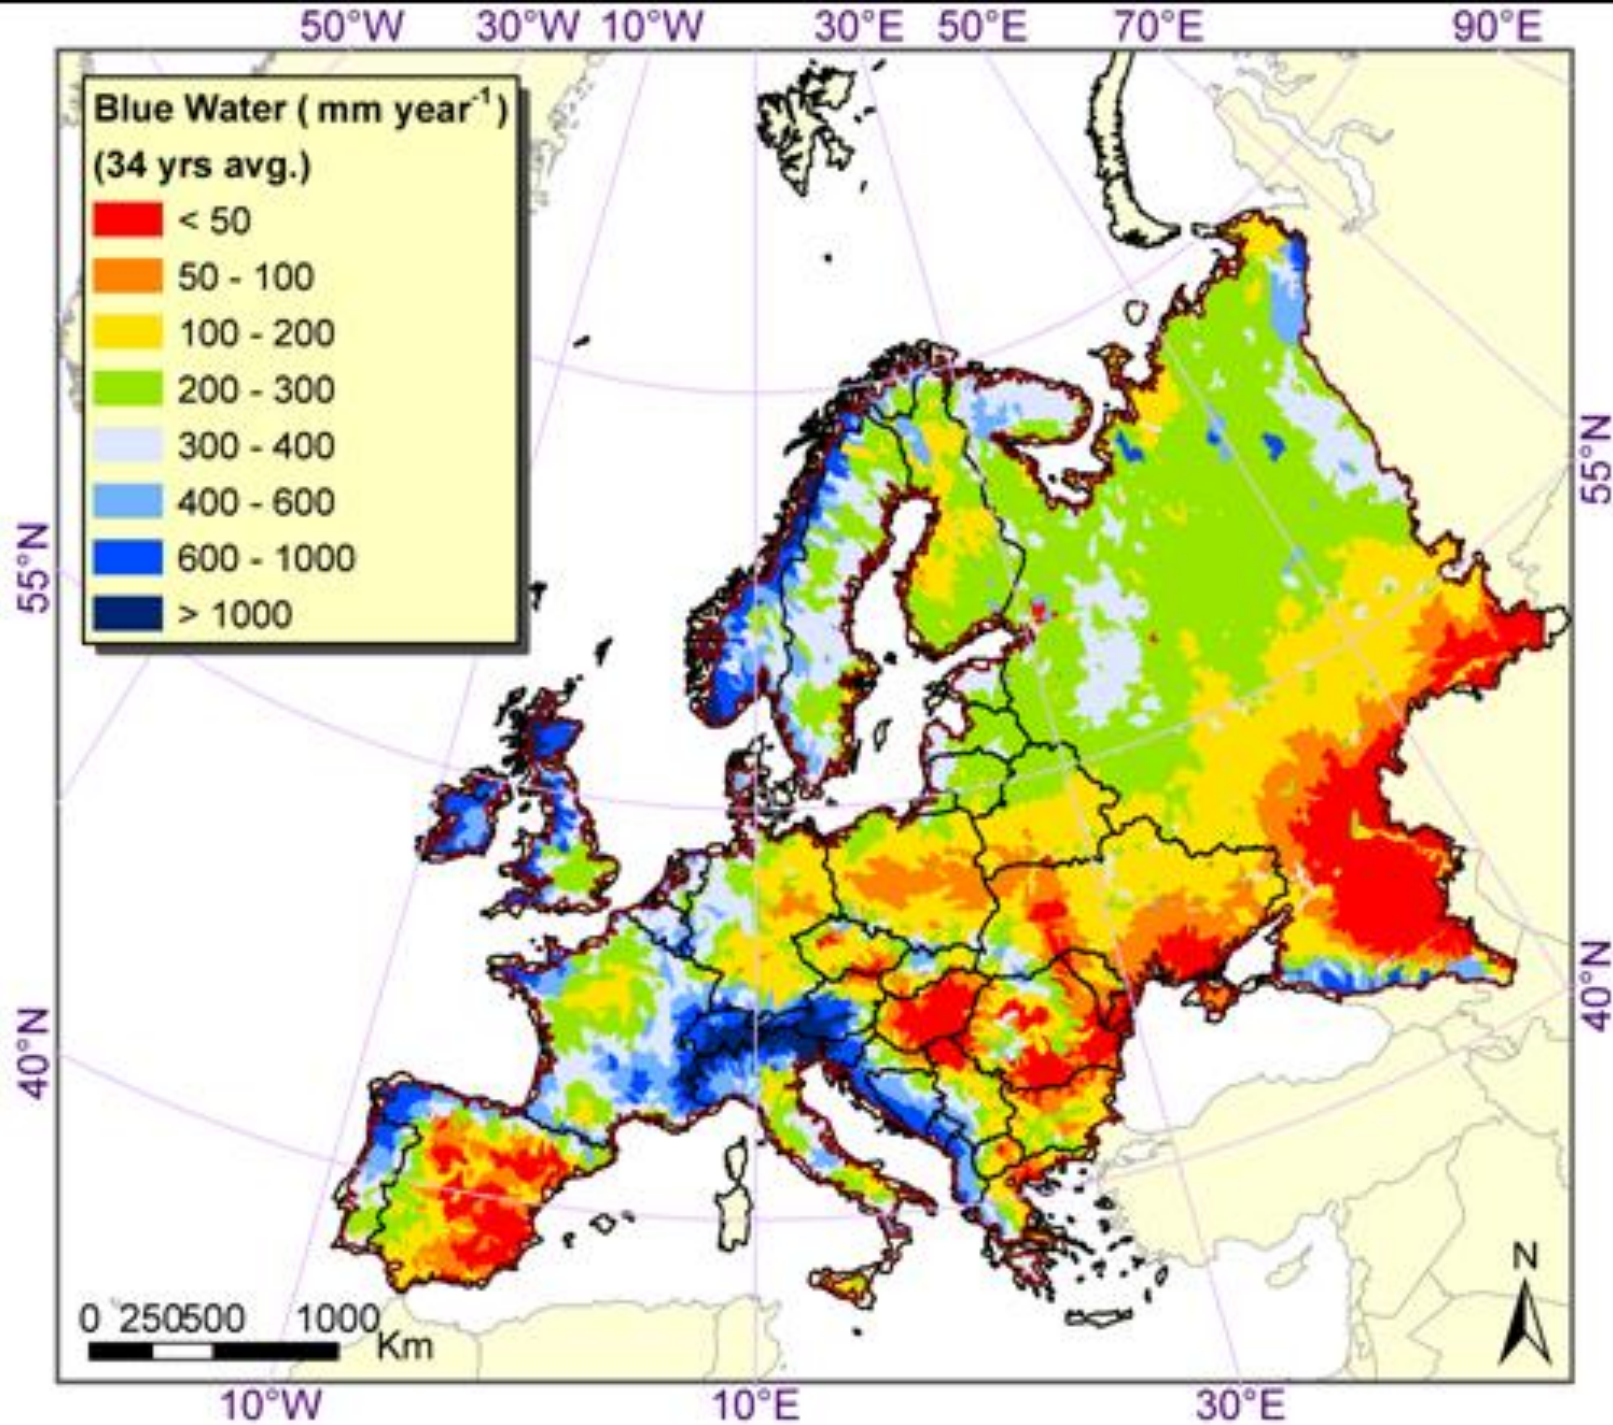 50°W 30°W 10°W 30°E 50°E 70°E 90°E
Blue Water ( mm year-1)
(34 yrs avg.)
< 50
50 - 100
100 - 200
200 - 300
300 - 400
400 - 600
600 - 1000
> 1000
55°N
55°N
40°N
40°N
N
0 250 500 1000
Km
10°W 10°E 30°E